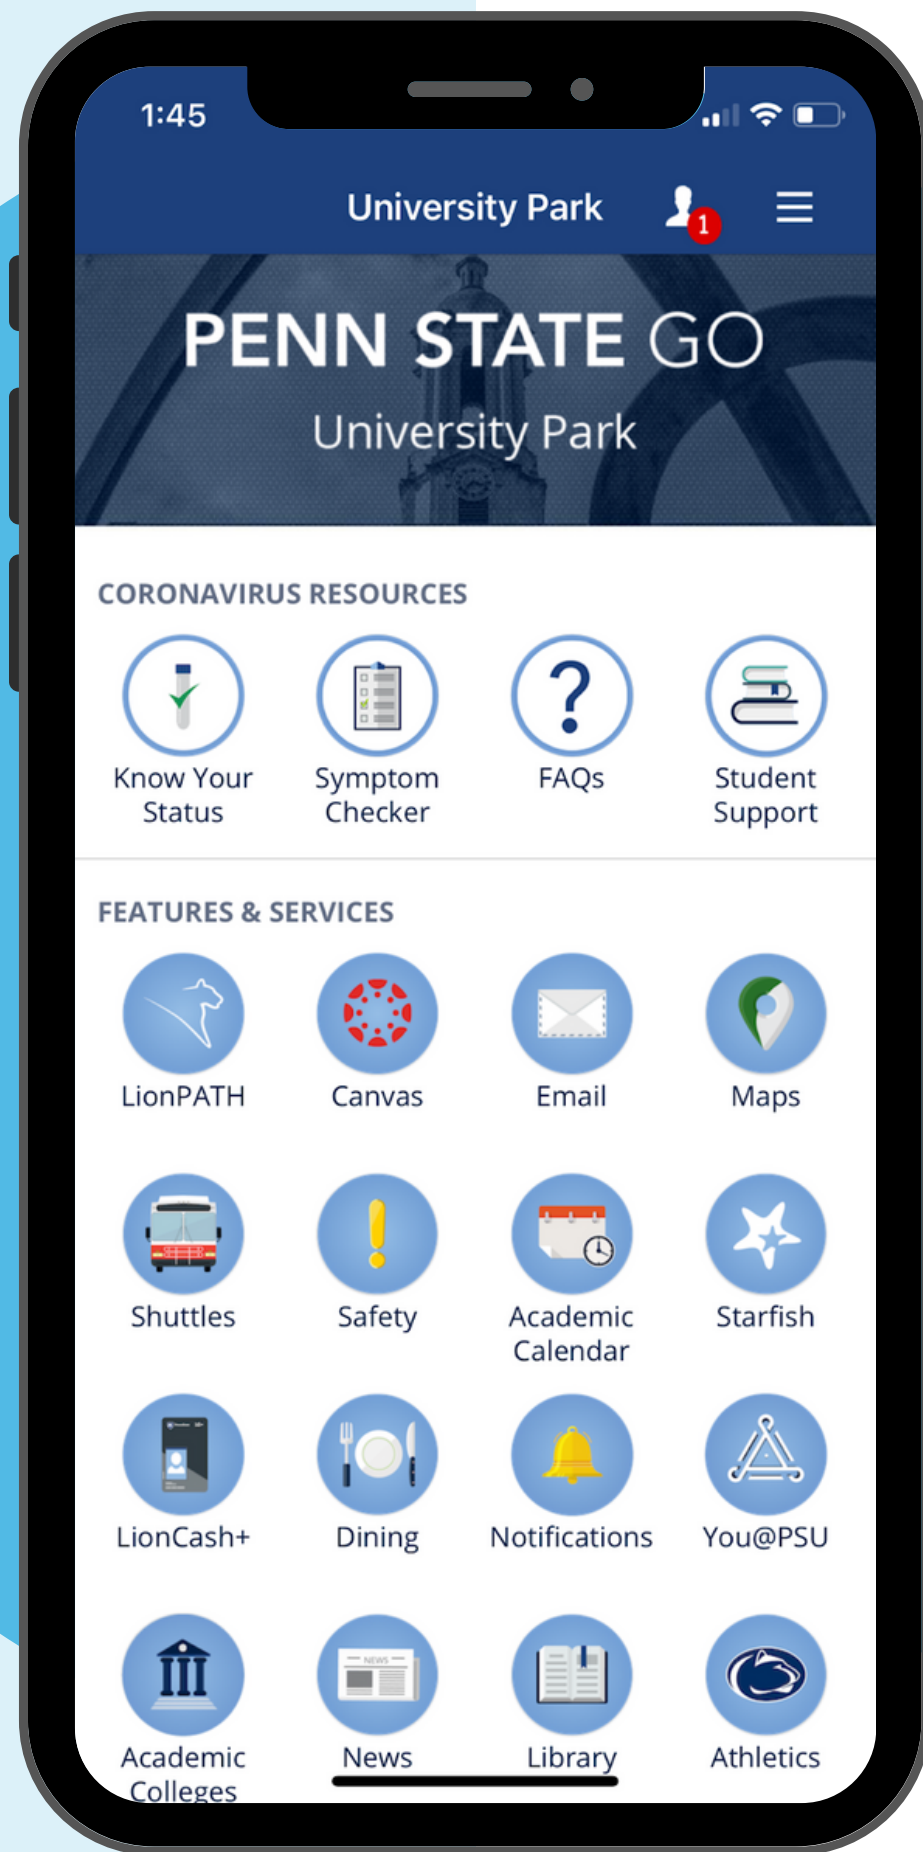 1:45
University Park
1
PENN STATE GO
University Park
CORONAVIRUS RESOURCES
Know Your
Status
Symptom
Checker
FAQs
Student
Support
FEATURES & SERVICES
LionPATH
Canvas
Email
Maps
Shuttles
Safety
Academic
Calendar
Starfish
LionCash+
Dining
Notifications
You@PSU
NEWS
Academic
Colleges
News
Library
Athletics